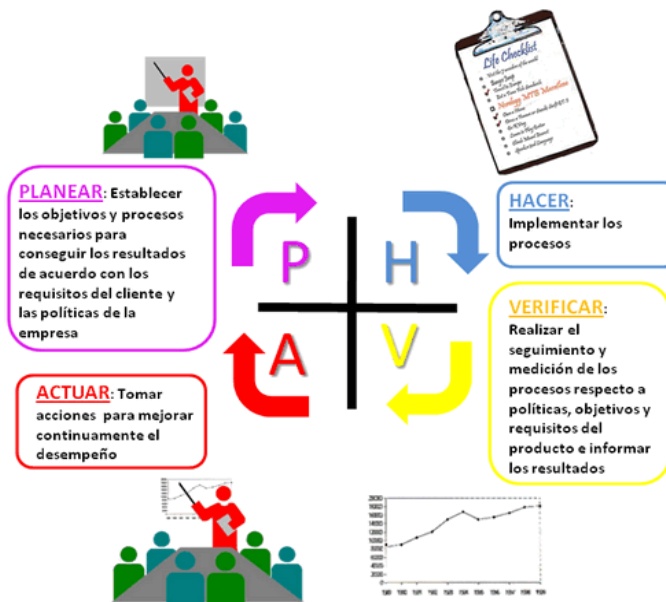 Life Checklist
PLANEAR: Establecer
los objetivos y procesos
necesarios para
conseguir los resultados
de acuerdo con los
requisitos del cliente y
las políticas de la
empresa
P
H
HACER:
Implementar los
procesos
A
V
VERIFICAR:
Realizar el
seguimiento y
medición de los
procesos respecto a
políticas, objetivos y
requisitos del
producto e informar
los resultados
ACTUAR: Tomar
acciones para mejorar
continuamente el
desempeño